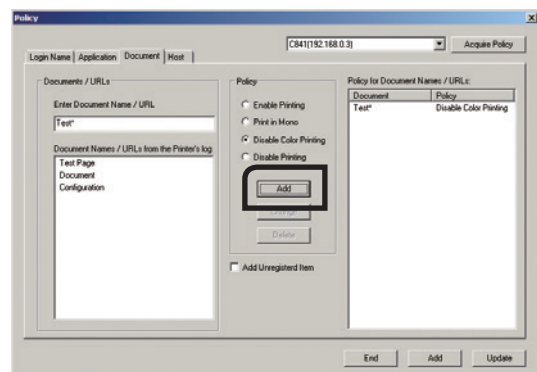 Policy
C841(192.168.0.3)
Acquire Policy
Login Name
Application
Document
Host
Documents / URLs
Enter Document Name / URL
Test*
Document Names / URLs from the Printer's log
Test Page
Document
Configuration
Policy
Enable Printing
Print in Mono
Disable Color Printing
Disable Printing
Add
Change
Delete
Add Unregisterd Item
Policy for Document Names / URLs:
Document Policy
Test* Disable Color Printing
End
Add
Update